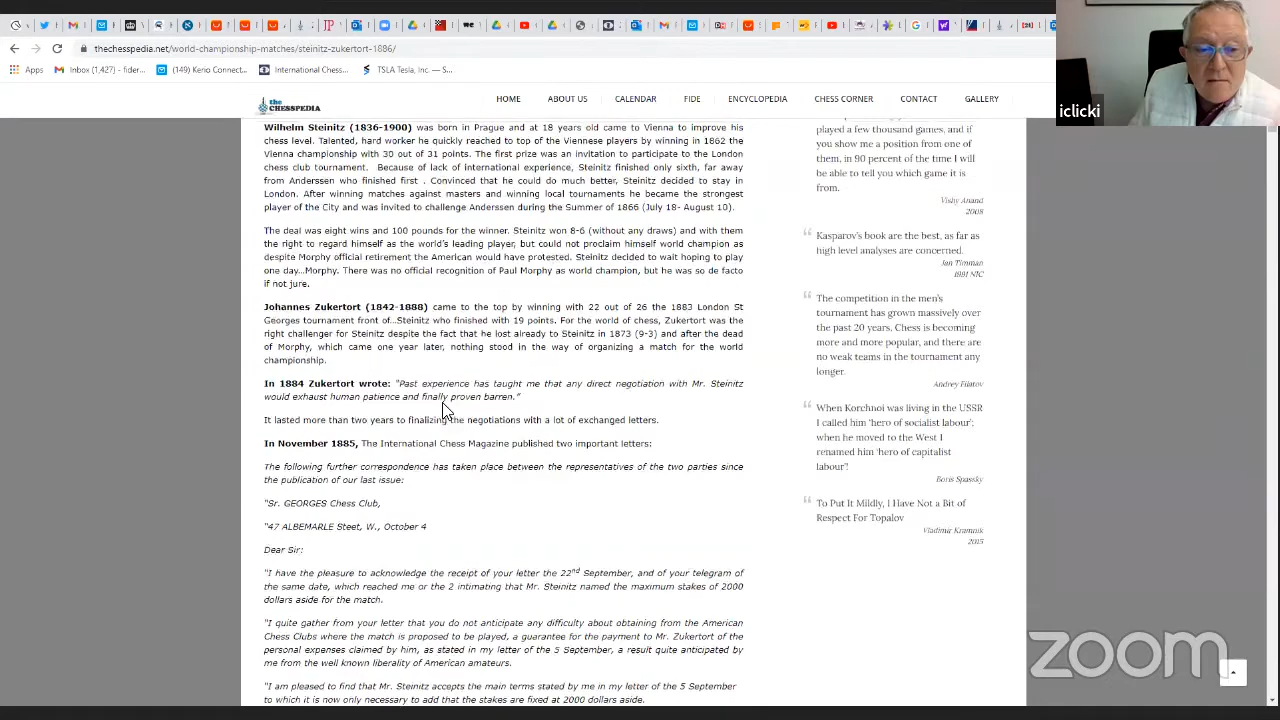 thechesspedia.net/world-championship-matches/steinitz-zukertort-1886/
Apps
Inbox (1,427) - fider...
(149) Kerio Connect...
International Chess...
TSLA Tesla, Inc. — S...
iclicki
the
CHESSPEDIA
HOME
ABOUT US
CALENDAR
FIDE
ENCYCLOPEDIA
CHESS CORNER
CONTACT
GALLERY
Wilhelm Steinitz (1836-1900) was born in Prague and at 18 years old came to Vienna to improve his
chess level. Talented, hard worker he quickly reached to top of the Viennese players by winning in 1862 the
Vienna championship with 30 out of 31 points. The first prize was an invitation to participate to the London
chess club tournament. Because of lack of international experience, Steinitz finished only sixth, far away
from Anderssen who finished first . Convinced that he could do much better, Steinitz decided to stay in
London. After winning matches against masters and winning local tournaments he became the strongest
player of the City and was invited to challenge Anderssen during the Summer of 1866 (July 18- August 10).
The deal was eight wins and 100 pounds for the winner. Steinitz won 8-6 (without any draws) and with them
the right to regard himself as the world's leading player, but could not proclaim himself world champion as
despite Morphy official retirement the American would have protested. Steinitz decided to wait hoping to play
one day...Morphy. There was no official recognition of Paul Morphy as world champion, but he was so de facto
if not jure.
Johannes Zukertort (1842-1888) came to the top by winning with 22 out of 26 the 1883 London St
Georges tournament front of...Steinitz who finished with 19 points. For the world of chess, Zukertort was the
right challenger for Steinitz despite the fact that he lost already to Steinitz in 1873 (9-3) and after the dead
of Morphy, which came one year later, nothing stood in the way of organizing a match for the world
championship.
In 1884 Zukertort wrote: "Past experience has taught me that any direct negotiation with Mr. Steinitz
would exhaust human patience and finally proven barren."
It lasted more than two years to finalizing the negotiations with a lot of exchanged letters.
In November 1885, The International Chess Magazine published two important letters:
The following further correspondence has taken place between the representatives of the two parties since
the publication of our last issue:
"Sr. GEORGES Chess Club,
"47 ALBEMARLE Steet, W., October 4
Dear Sir:
"I have the pleasure to acknowledge the receipt of your letter the 22nd September, and of your telegram of
the same date, which reached me or the 2 intimating that Mr. Steinitz named the maximum stakes of 2000
dollars aside for the match.
"I quite gather from your letter that you do not anticipate any difficulty about obtaining from the American
Chess Clubs where the match is proposed to be played, a guarantee for the payment to Mr. Zukertort of the
personal expenses claimed by him, as stated in my letter of the 5 September, a result quite anticipated by
me from the well known liberality of American amateurs.
"I am pleased to find that Mr. Steinitz accepts the main terms stated by me in my letter of the 5 September
to which it is now only necessary to add that the stakes are fixed at 2000 dollars aside.
played a few thousand games, and if
you show me a position from one of
them, in 90 percent of the time I will
be able to tell you which game it is
from.
Vishy Anand
2008
Kasparov's book are the best, as far as
high level analyses are concerned.
Jan Timman
1991 NIC
The competition in the men's
tournament has grown massively over
the past 20 years. Chess is becoming
more and more popular, and there are
no weak teams in the tournament any
longer.
Andrey Filatov
When Korchnoi was living in the USSR
I called him 'hero of socialist labour';
when he moved to the West I
renamed him 'hero of capitalist
labour'!
Boris Spassky
To Put It Mildly, I Have Not a Bit of
Respect For Topalov
Vladimir Kramnik
2015
zoom